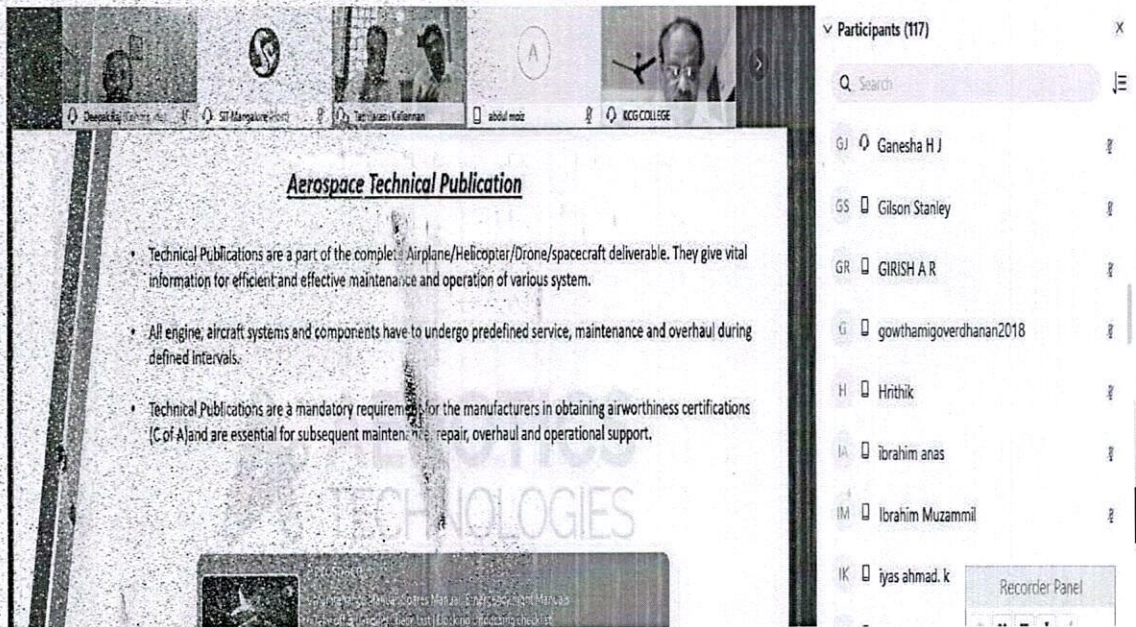 Participants (117)
Search
Deepak Raj
SIT-Mangalore (Host)
Kaliannan
abdul moiz
A
KCG COLLEGE
Aerospace Technical Publication
• Technical Publications are a part of the complete Airplane/Helicopter/Drone/spacecraft deliverable. They give vital
information for efficient and effective maintenance and operation of various system.
• All engine, aircraft systems and components have to undergo predefined service, maintenance and overhaul during
defined intervals.
• Technical Publications are a mandatory requirement for the manufacturers in obtaining airworthiness certifications
(C of A)and are essential for subsequent maintenance, repair, overhaul and operational support.
TECHNOLOGIES
GJ Ganesha H J
GS Gilson Stanley
GR GIRISH A R
G gowthamigoverdhanan2018
H Hrithik
IA ibrahim anas
IM Ibrahim Muzammil
IK iyas ahmad. k
Recorder Panel